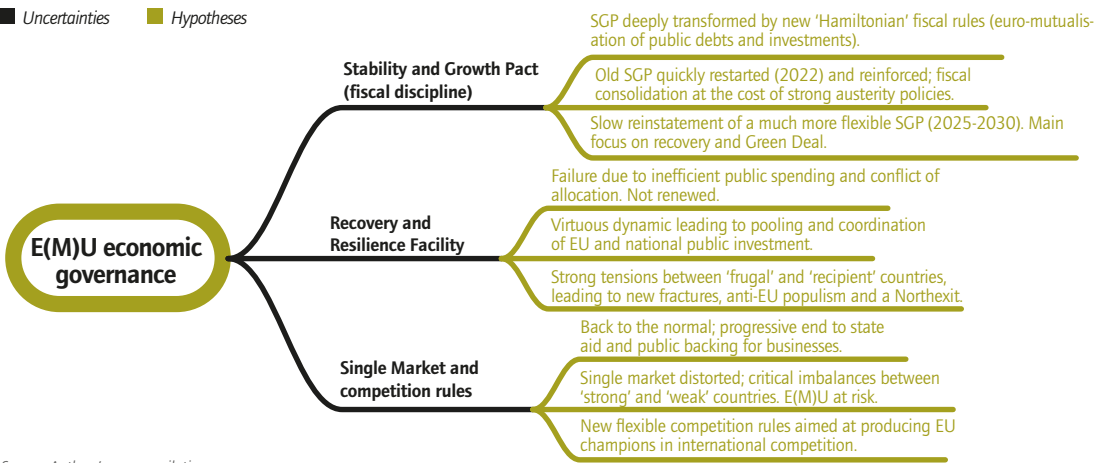 Uncertainties
Hypotheses
SGP deeply transformed by new ‘Hamiltonian’ fiscal rules (euro-mutualis-
ation of public debts and investments).
Stability and Growth Pact
(fiscal discipline)
Old SGP quickly restarted (2022) and reinforced; fiscal
consolidation at the cost of strong austerity policies.
Slow reinstatement of a much more flexible SGP (2025-2030). Main
focus on recovery and Green Deal.
Failure due to inefficient public spending and conflict of
allocation. Not renewed.
E(M)U economic
governance
Recovery and
Resilience Facility
Virtuous dynamic leading to pooling and coordination
of EU and national public investment.
Strong tensions between ‘frugal’ and ‘recipient’ countries,
leading to new fractures, anti-EU populism and a Northexit.
Back to the normal; progressive end to state
aid and public backing for businesses.
Single Market and
competition rules
Single market distorted; critical imbalances between
‘strong’ and ‘weak’ countries. E(M)U at risk.
New flexible competition rules aimed at producing EU
champions in international competition.